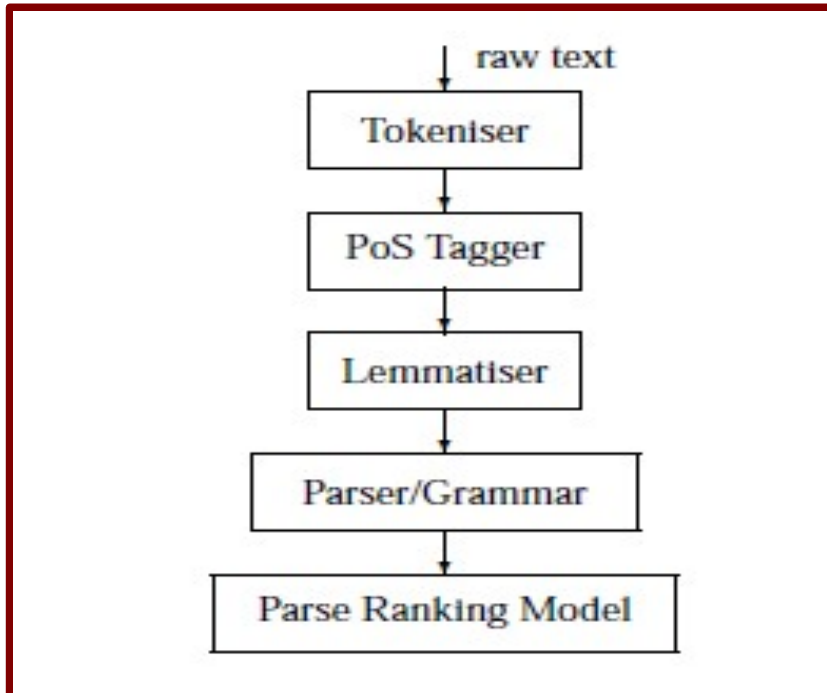 raw text
Tokeniser
PoS Tagger
Lemmatiser
Parser/Grammar
Parse Ranking Model